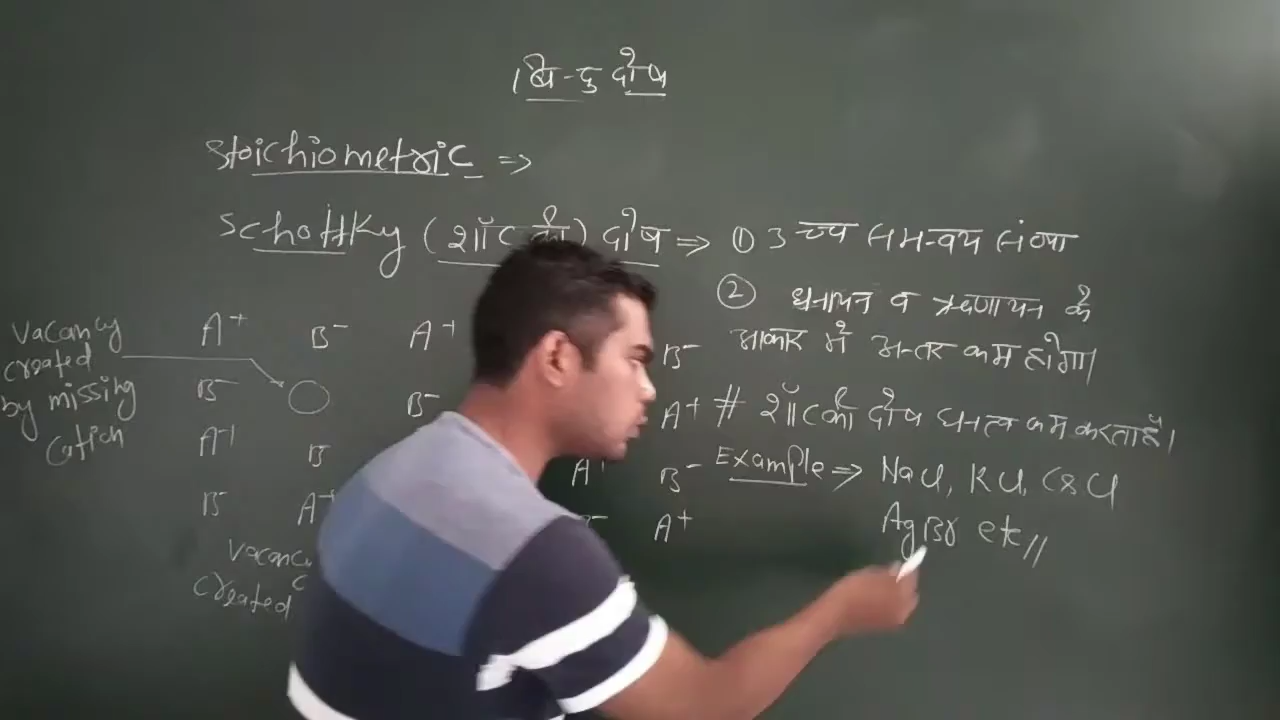 बिन्दु दोष
Stoichiometric ⇒
Schottky (शॉटकी) दोष ⇒ ① उच्च समन्वय संख्या
② धनायन व ऋणायन के
आकार में अन्तर कम होगा।
# शॉटकी दोष घनत्व कम करता है।
Example ⇒ NaCl, KCl, CsCl
AgBr etc//
Vacancy
created
by missing
cation
A⁺ B⁻ A⁺ B⁻
B⁻ B⁻ A⁺
A⁺ B A⁺ B⁻
B⁻ A⁺ B⁻ A⁺
created